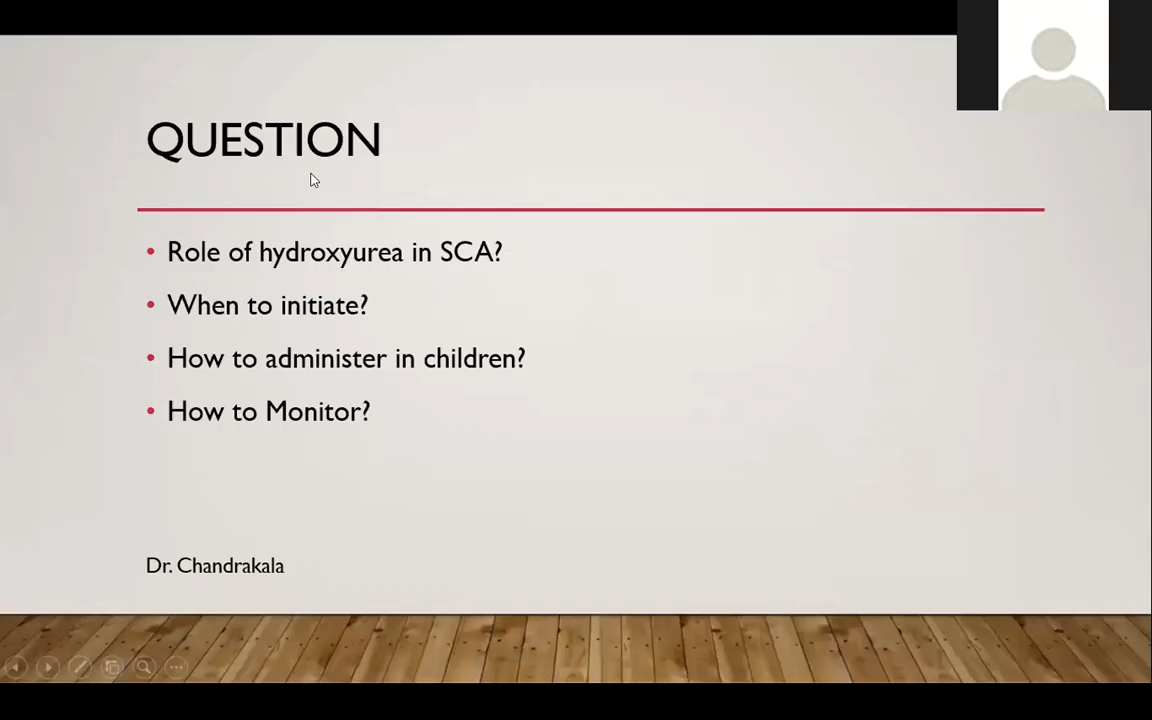 QUESTION
• Role of hydroxyurea in SCA?
• When to initiate?
• How to administer in children?
• How to Monitor?
Dr. Chandrakala